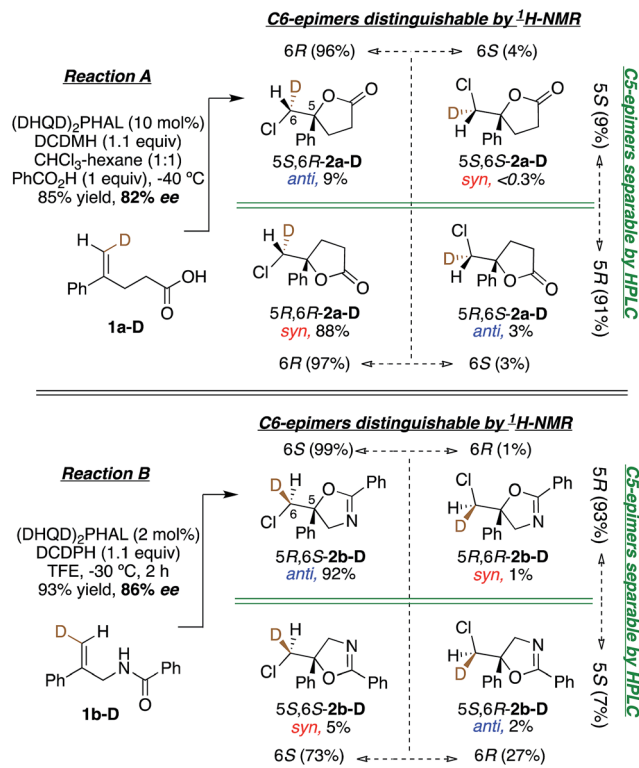 C6-epimers distinguishable by ¹H-NMR
6R (96%)
6S (4%)
Reaction A
(DHQD)₂PHAL (10 mol%)
DCDMH (1.1 equiv)
CHCl₃-hexane (1:1)
PhCO₂H (1 equiv), -40 ºC
85% yield, 82% ee
H
D
O
O
5
6
Cl
Ph
5S,6R-2a-D
anti, 9%
Cl
D
H
O
O
Ph
5S,6S-2a-D
syn, <0.3%
5S (9%)
C5-epimers separable by HPLC
H
D
Ph
OH
O
1a-D
H
D
Cl
Ph
O
O
5R,6R-2a-D
syn, 88%
Cl
D
H
Ph
O
O
5R,6S-2a-D
anti, 3%
5R (91%)
6R (97%)
6S (3%)
C6-epimers distinguishable by ¹H-NMR
6S (99%)
6R (1%)
Reaction B
(DHQD)₂PHAL (2 mol%)
DCDPH (1.1 equiv)
TFE, -30 ºC, 2 h
93% yield, 86% ee
D
H
O
Ph
5
6
Cl
N
Ph
5R,6S-2b-D
anti, 92%
Cl
H
D
O
Ph
N
Ph
5R,6R-2b-D
syn, 1%
5R (93%)
C5-epimers separable by HPLC
D
H
Ph
H
N
Ph
O
1b-D
D
H
Cl
N
Ph
O
Ph
5S,6S-2b-D
syn, 5%
Cl
H
D
N
Ph
O
Ph
5S,6R-2b-D
anti, 2%
5S (7%)
6S (73%)
6R (27%)